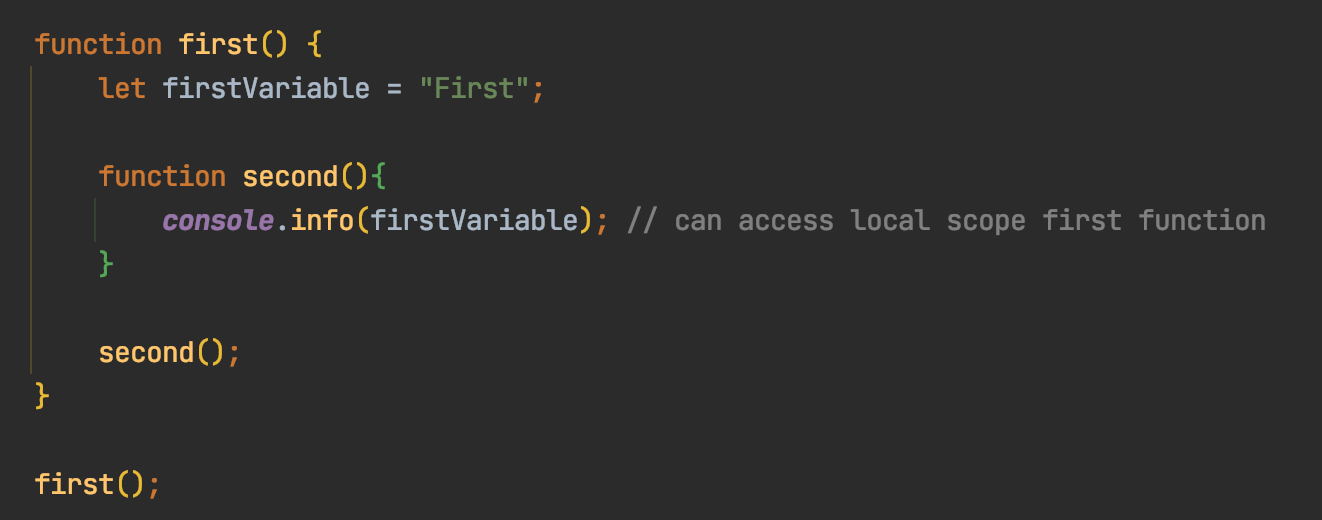 function first() {
    let firstVariable = "First";

    function second(){
        console.info(firstVariable); // can access local scope first function
    }

    second();
}

first();